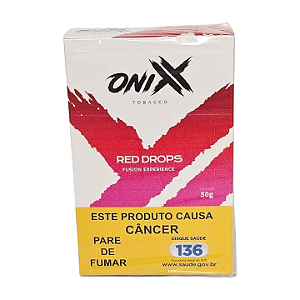 ONIX
TOBACCO
RED DROPS
FUSION EXPERIENCE
50g
ESTE PRODUTO CAUSA
CÂNCER
PARE
DE
FUMAR
DISQUE SAÚDE
136
www.saude.gov.br